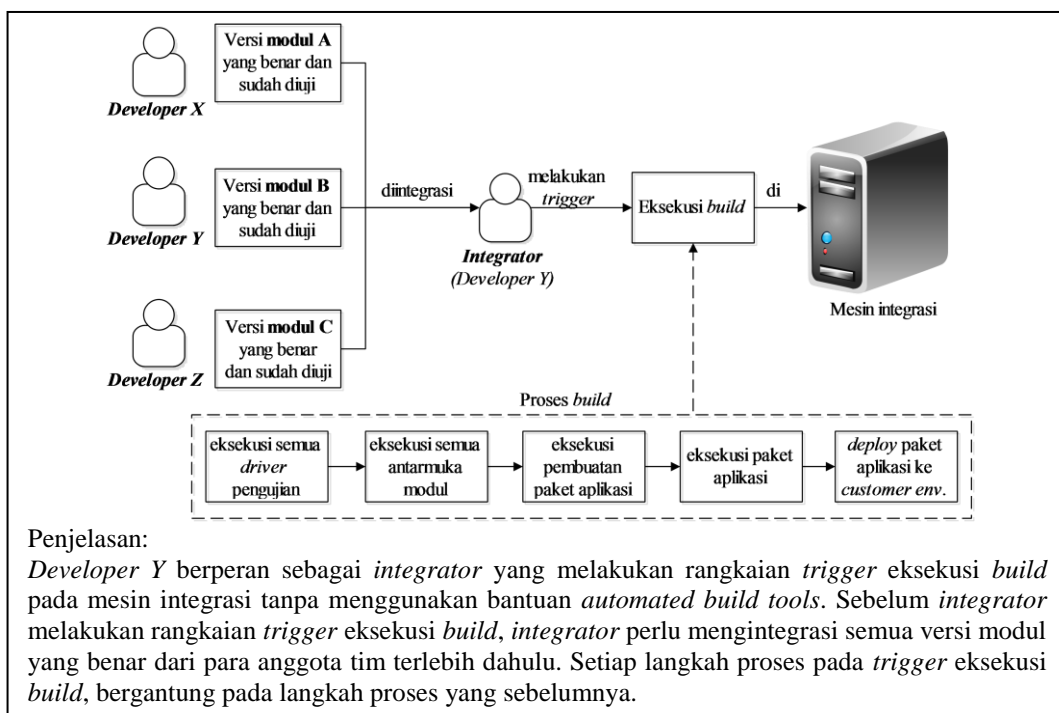 Versi modul A
yang benar dan
sudah diuji
Developer X
Versi modul B
yang benar dan
sudah diuji
Developer Y
Versi modul C
yang benar
dan sudah diuji
Developer Z
diintegrasi
Integrator
(Developer Y)
melakukan
trigger
Eksekusi build
di
Mesin integrasi
Proses build
eksekusi semua
driver
pengujian
eksekusi semua
antarmuka
modul
eksekusi
pembuatan
paket aplikasi
eksekusi paket
aplikasi
deploy paket
aplikasi ke
customer env.
Penjelasan:
Developer Y berperan sebagai integrator yang melakukan rangkaian trigger eksekusi build
pada mesin integrasi tanpa menggunakan bantuan automated build tools. Sebelum integrator
melakukan rangkaian trigger eksekusi build, integrator perlu mengintegrasi semua versi modul
yang benar dari para anggota tim terlebih dahulu. Setiap langkah proses pada trigger eksekusi
build, bergantung pada langkah proses yang sebelumnya.